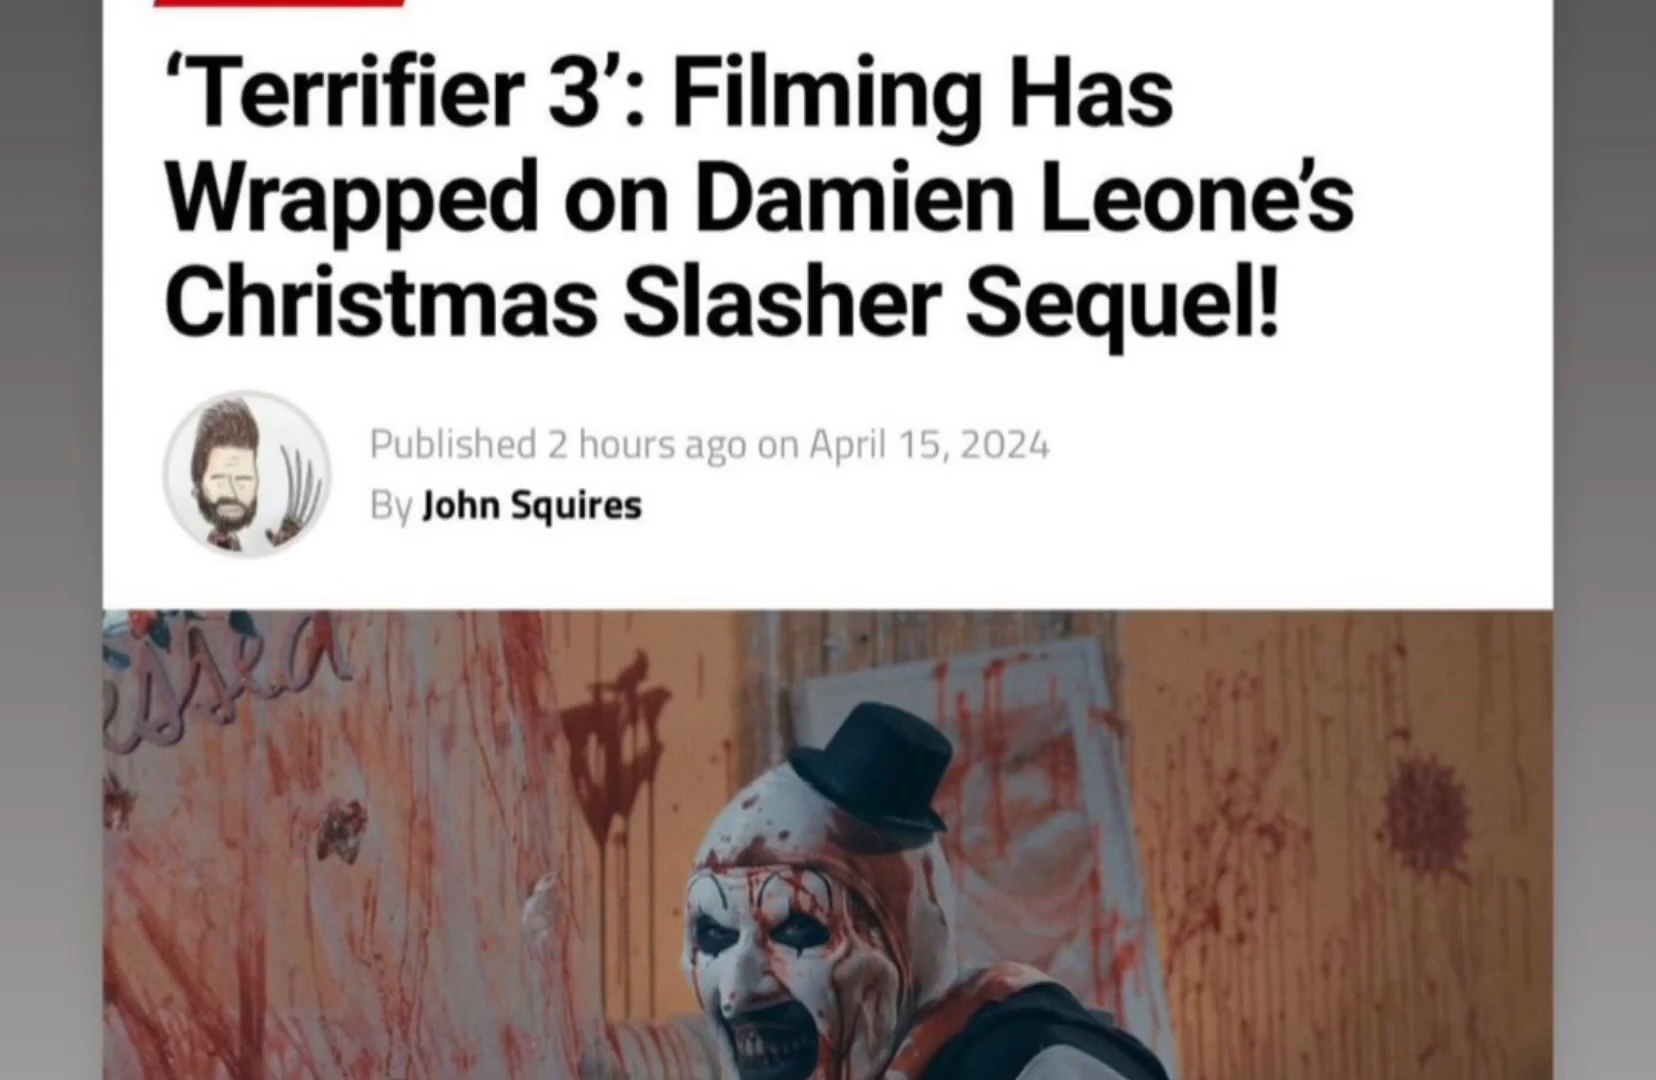 ‘Terrifier 3’: Filming Has
Wrapped on Damien Leone’s
Christmas Slasher Sequel!
Published 2 hours ago on April 15, 2024
By John Squires